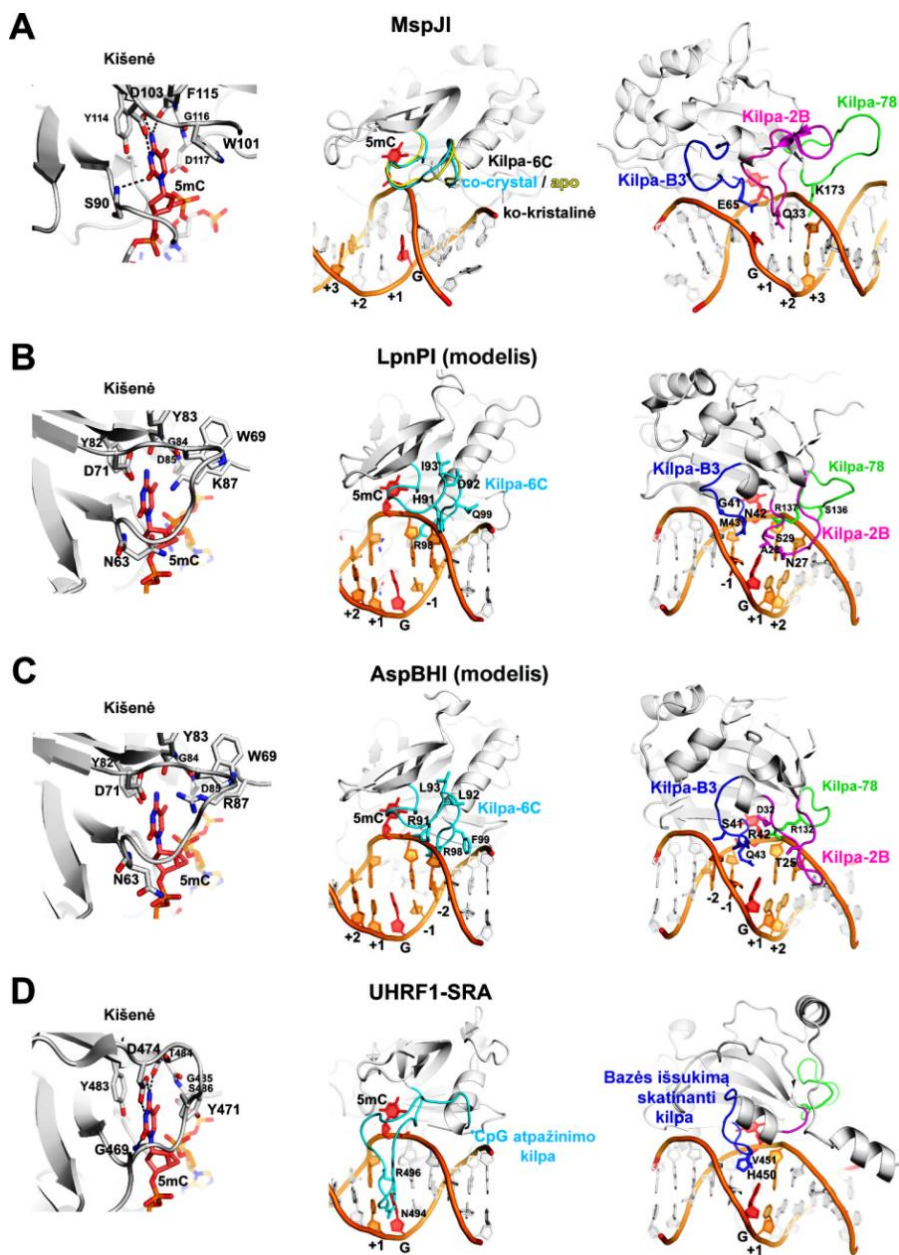 A
MspJI
Kišenė
D103
F115
Y114
G116
W101
D117
S90
5mC
5mC
Kilpa-6C
co-crystal / apo
ko-kristalinė
G
+1
+2
+3
Kilpa-2B
Kilpa-78
Kilpa-B3
K173
E65
Q33
G
+1
+2
+3
B
LpnPI (modelis)
Kišenė
Y83
Y82
G84
W69
D71
D85
K87
N63
5mC
I93
D92
Kilpa-6C
5mC
H91
Q99
R98
+2
+1
G
-1
Kilpa-B3
Kilpa-78
G41
R137
S136
N42
M43
Kilpa-2B
S29
N27
-1
G
+1
+2
C
AspBHI (modelis)
Kišenė
Y83
Y82
G84
W69
D71
R87
N63
5mC
L93
L92
Kilpa-6C
5mC
R91
F99
R98
+2
+1
G
-1
-2
Kilpa-B3
Kilpa-78
D32
S41
R42
R132
Q43
T25
Kilpa-2B
-2
-1
G
+1
+2
D
UHRF1-SRA
Kišenė
D474
T484
Y483
S486
Y471
G469
5mC
5mC
CpG atpažinimo
kilpa
R496
N494
+1
G
Bazės išsukimą
skatinanti
kilpa
V451
H450
G
+1